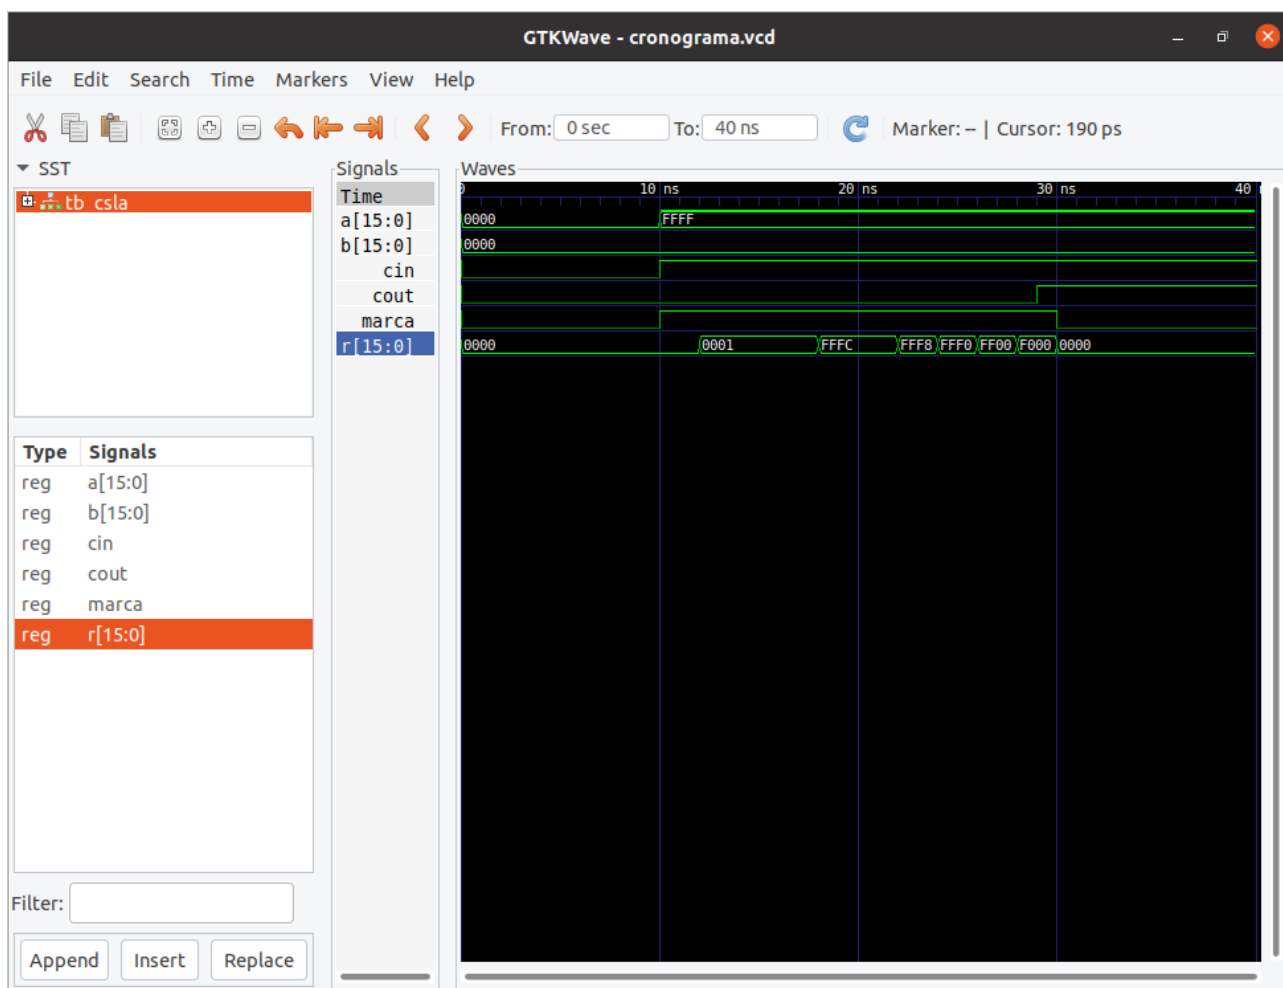 GTKWave - cronograma.vcd
File Edit Search Time Markers View Help
From: 0 sec To: 40 ns Marker: -- | Cursor: 190 ps
SST
tb_csla
Type Signals
reg a[15:0]
reg b[15:0]
reg cin
reg cout
reg marca
reg r[15:0]
Filter:
Append Insert Replace
Signals
Time
a[15:0]
b[15:0]
cin
cout
marca
r[15:0]
Waves
0 10 ns 20 ns 30 ns 40
0000 FFFF
0000
0000 0001 FFFC FFF8 FFF0 FF00 F000 0000